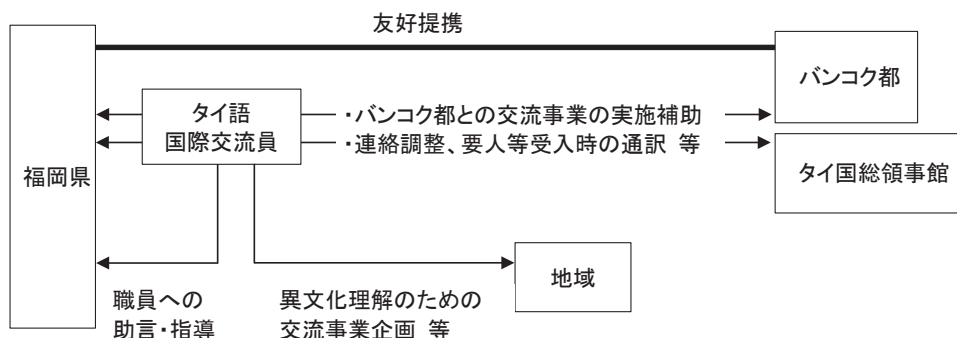 友好提携
バンコク都
タイ語
国際交流員
・バンコク都との交流事業の実施補助
・連絡調整、要人等受入時の通訳 等
福岡県
タイ国総領事館
地域
職員への
助言・指導
異文化理解のための
交流事業企画 等